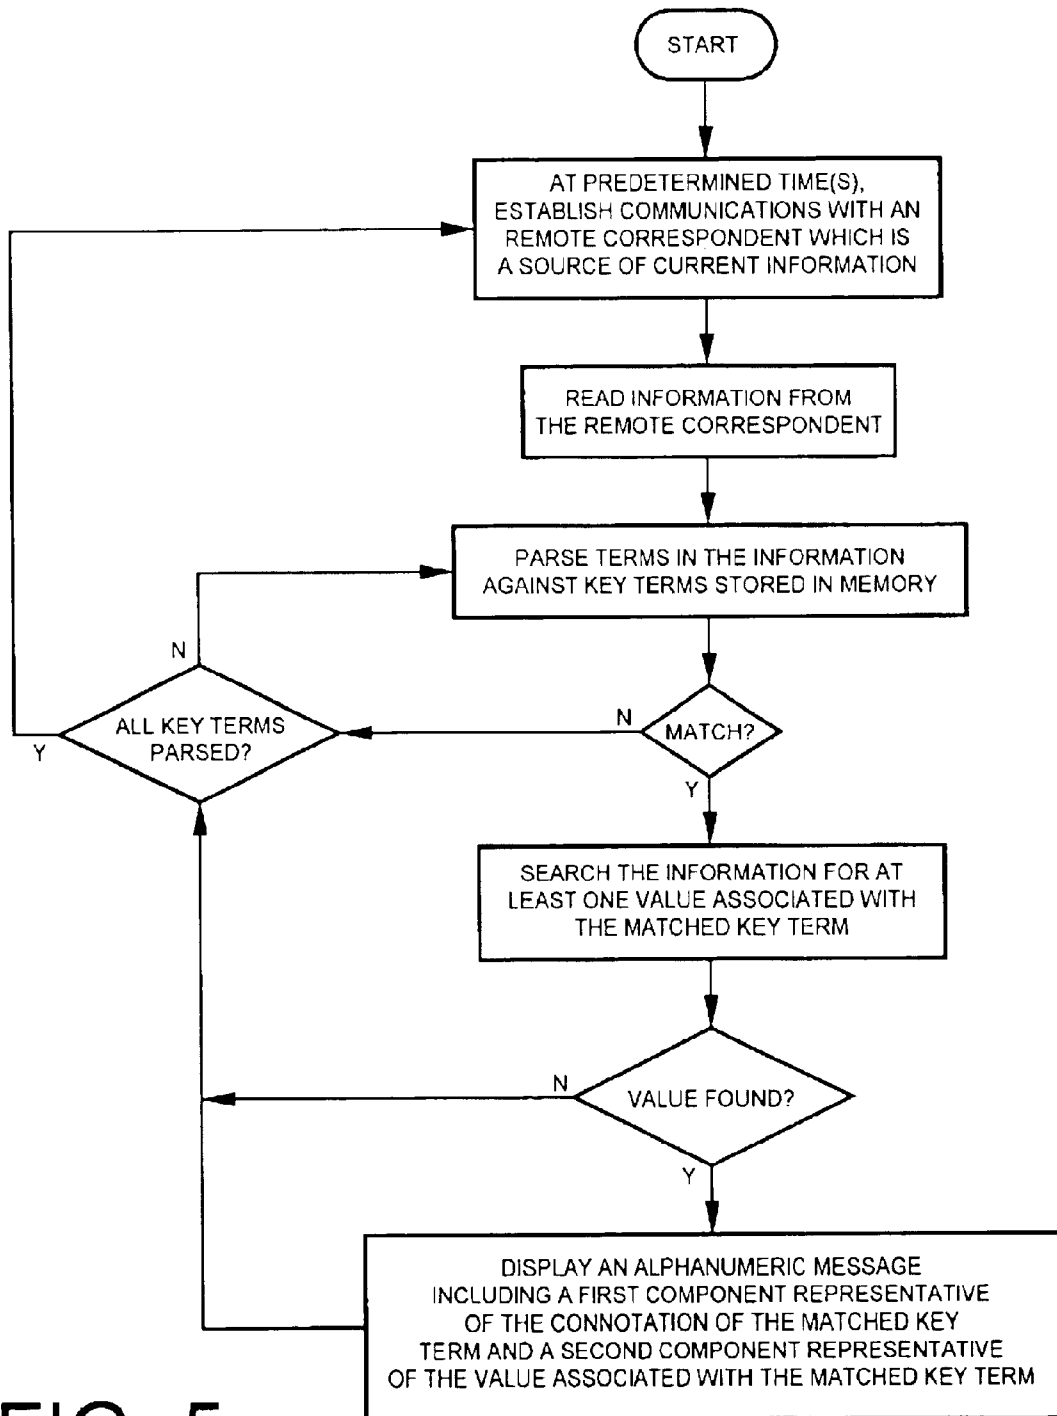 START
AT PREDETERMINED TIME(S),
ESTABLISH COMMUNICATIONS WITH AN
REMOTE CORRESPONDENT WHICH IS
A SOURCE OF CURRENT INFORMATION
READ INFORMATION FROM
THE REMOTE CORRESPONDENT
PARSE TERMS IN THE INFORMATION
AGAINST KEY TERMS STORED IN MEMORY
N
ALL KEY TERMS
PARSED?
Y
N
MATCH?
Y
SEARCH THE INFORMATION FOR AT
LEAST ONE VALUE ASSOCIATED WITH
THE MATCHED KEY TERM
N
VALUE FOUND?
Y
DISPLAY AN ALPHANUMERIC MESSAGE
INCLUDING A FIRST COMPONENT REPRESENTATIVE
OF THE CONNOTATION OF THE MATCHED KEY
TERM AND A SECOND COMPONENT REPRESENTATIVE
OF THE VALUE ASSOCIATED WITH THE MATCHED KEY TERM